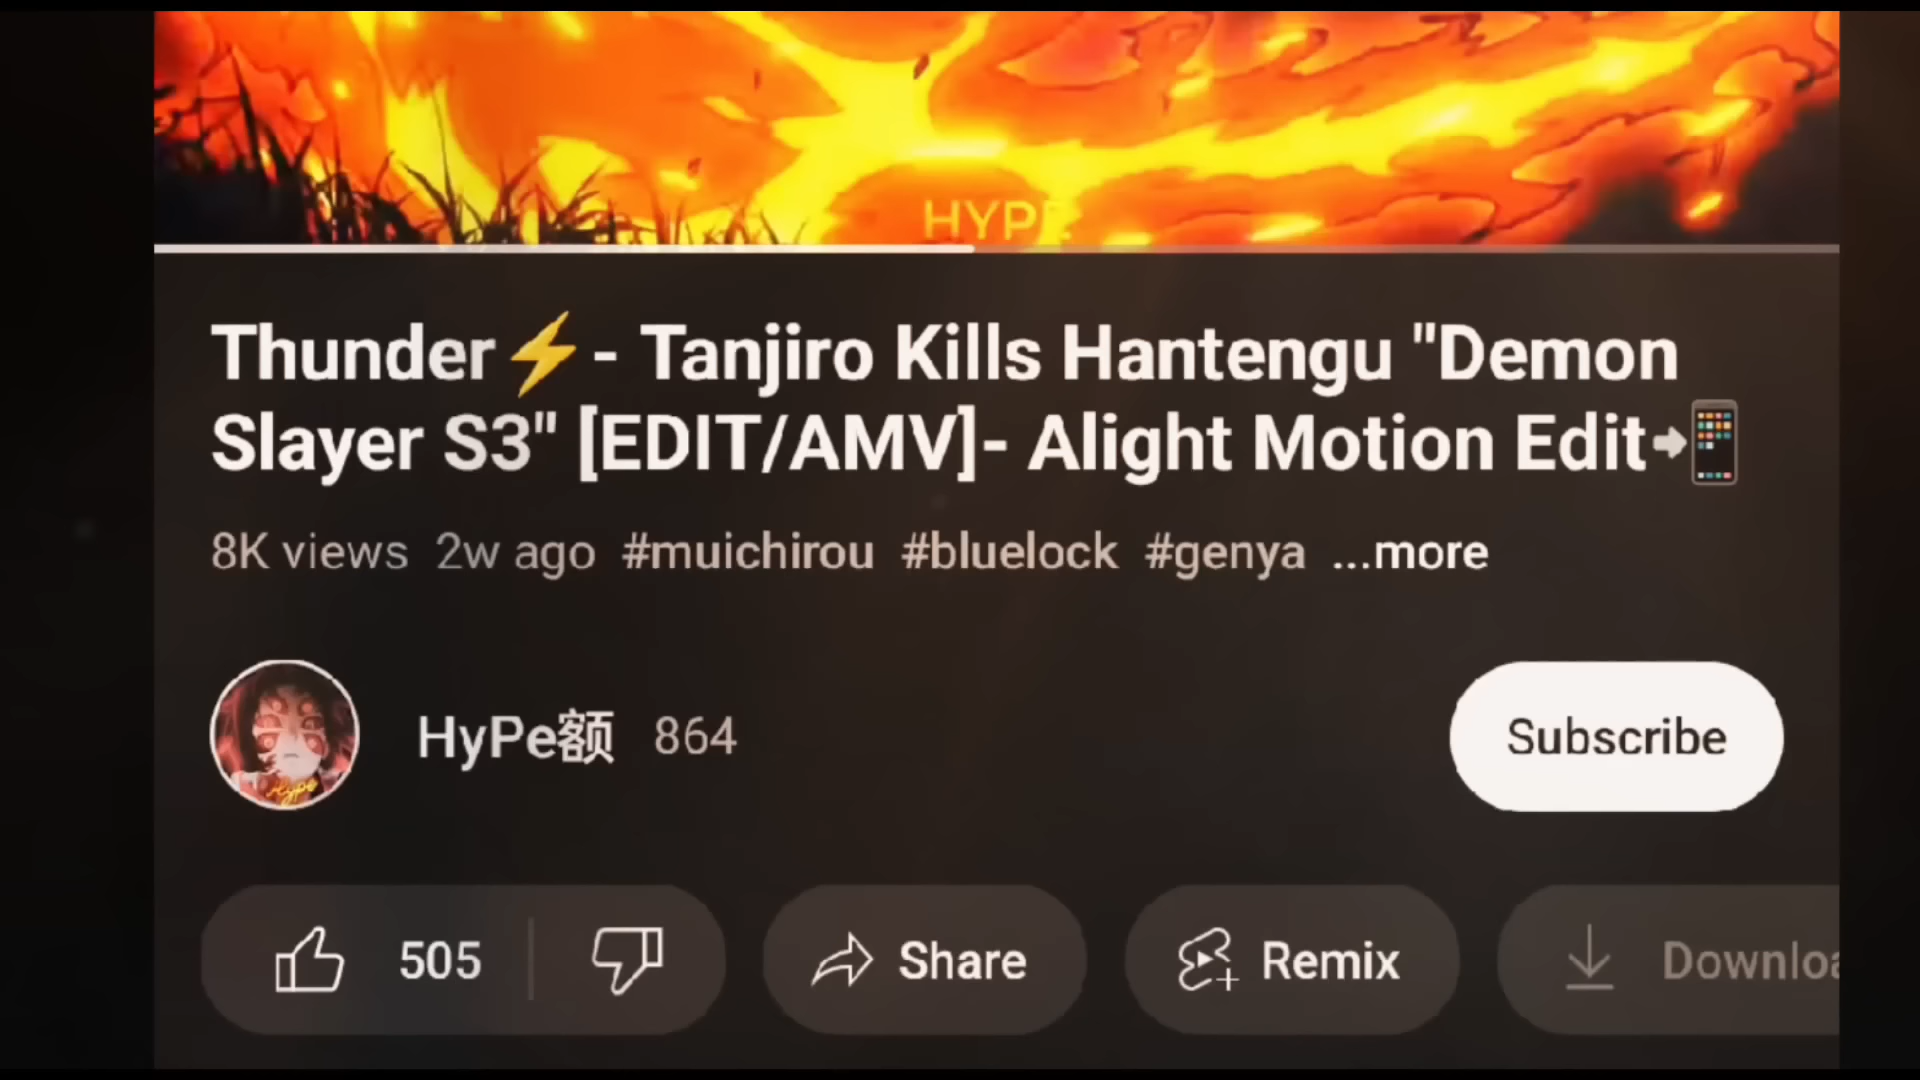 HYPE
Thunder⚡- Tanjiro Kills Hantengu "Demon
Slayer S3" [EDIT/AMV]- Alight Motion Edit📲
8K views 2w ago #muichirou #bluelock #genya ...more
Hype
HyPe额 864
Subscribe
505
Share
Remix
Downloa